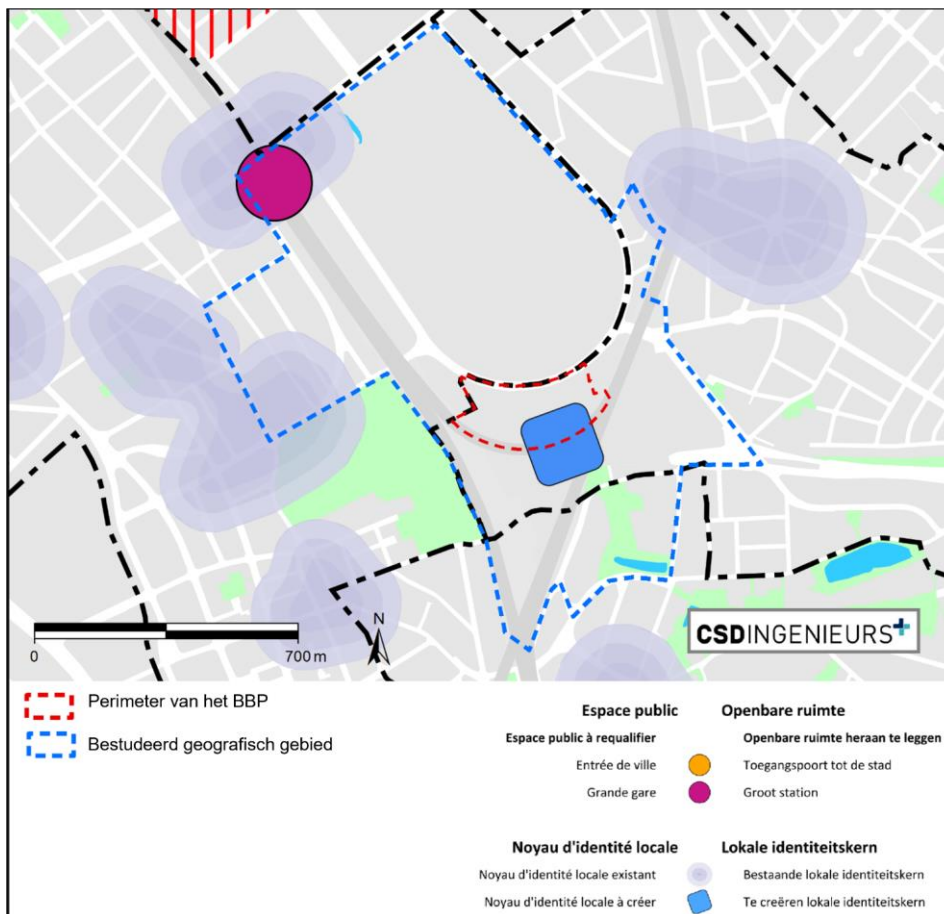 N
CSDINGENIEURS+
0 700 m
Perimeter van het BBP
Bestudeerd geografisch gebied
Espace public Openbare ruimte
Espace public à requalifier Openbare ruimte heraan te leggen
Entrée de ville Toegangspoort tot de stad
Grande gare Groot station
Noyau d'identité locale Lokale identiteitskern
Noyau d'identité locale existant Bestaande lokale identiteitskern
Noyau d'identité locale à créer Te creëren lokale identiteitskern